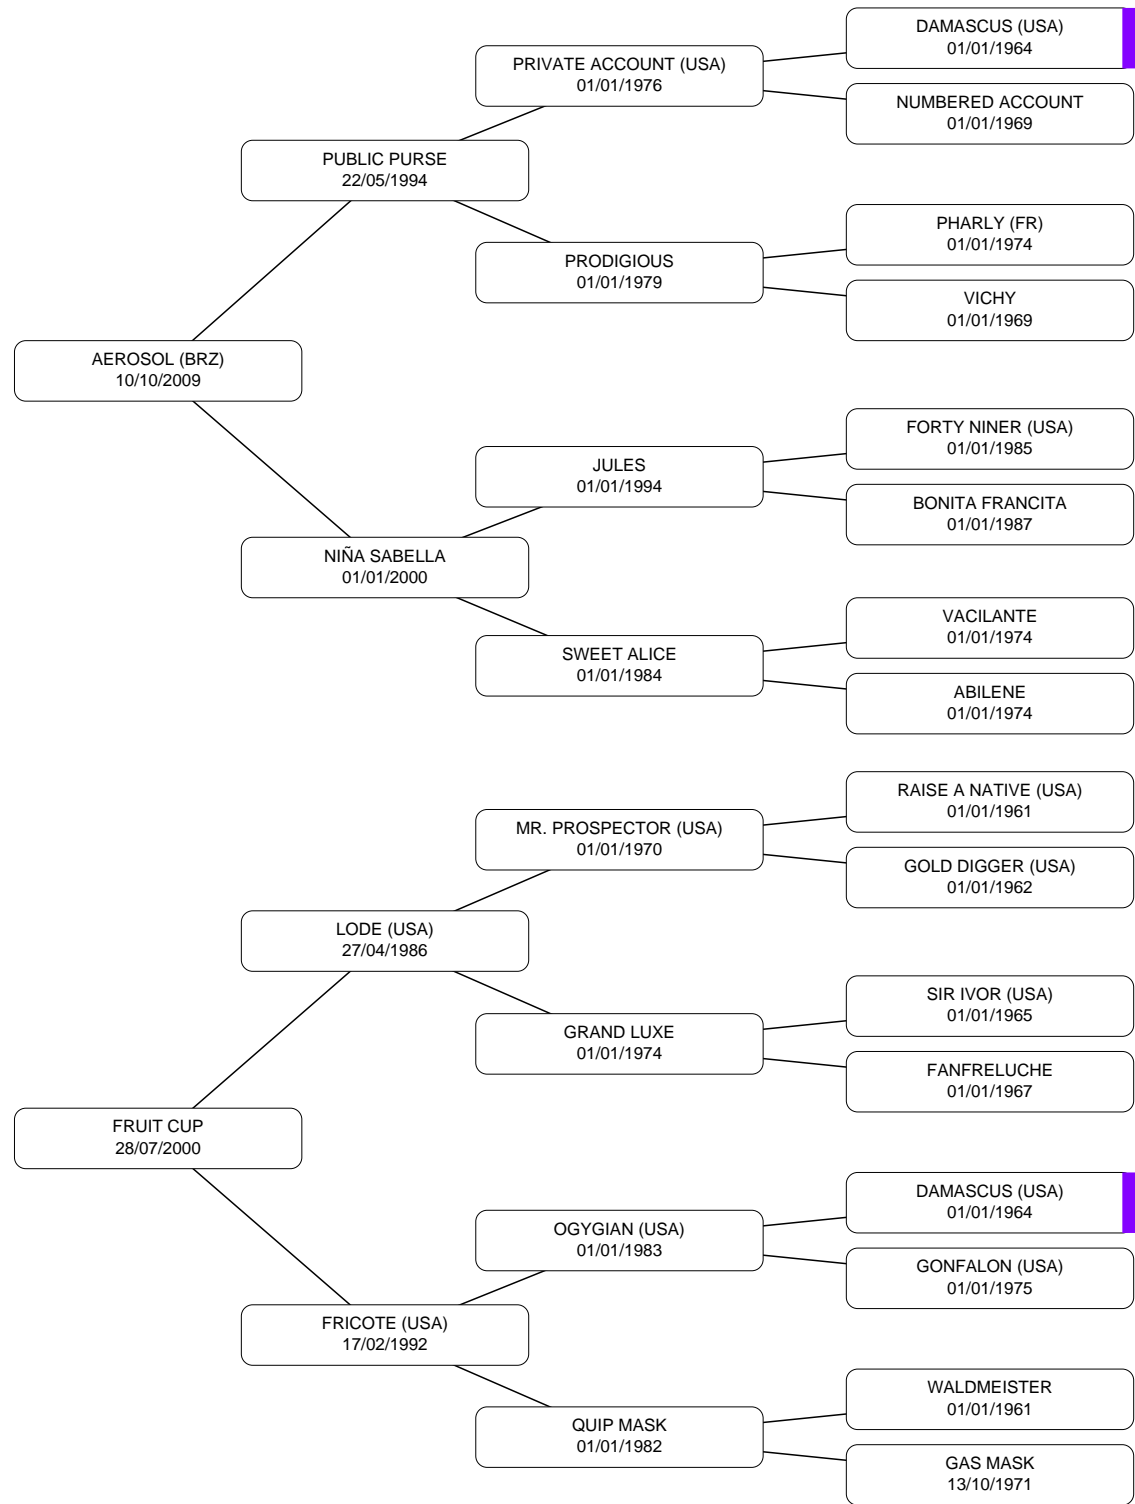 DAMASCUS (USA)
01/01/1964
PRIVATE ACCOUNT (USA)
01/01/1976
NUMBERED ACCOUNT
01/01/1969
PUBLIC PURSE
22/05/1994
PHARLY (FR)
01/01/1974
PRODIGIOUS
01/01/1979
VICHY
01/01/1969
AEROSOL (BRZ)
10/10/2009
FORTY NINER (USA)
01/01/1985
JULES
01/01/1994
BONITA FRANCITA
01/01/1987
NIÑA SABELLA
01/01/2000
VACILANTE
01/01/1974
SWEET ALICE
01/01/1984
ABILENE
01/01/1974
RAISE A NATIVE (USA)
01/01/1961
MR. PROSPECTOR (USA)
01/01/1970
GOLD DIGGER (USA)
01/01/1962
LODE (USA)
27/04/1986
SIR IVOR (USA)
01/01/1965
GRAND LUXE
01/01/1974
FANFRELUCHE
01/01/1967
FRUIT CUP
28/07/2000
DAMASCUS (USA)
01/01/1964
OGYGIAN (USA)
01/01/1983
GONFALON (USA)
01/01/1975
FRICOTE (USA)
17/02/1992
WALDMEISTER
01/01/1961
QUIP MASK
01/01/1982
GAS MASK
13/10/1971